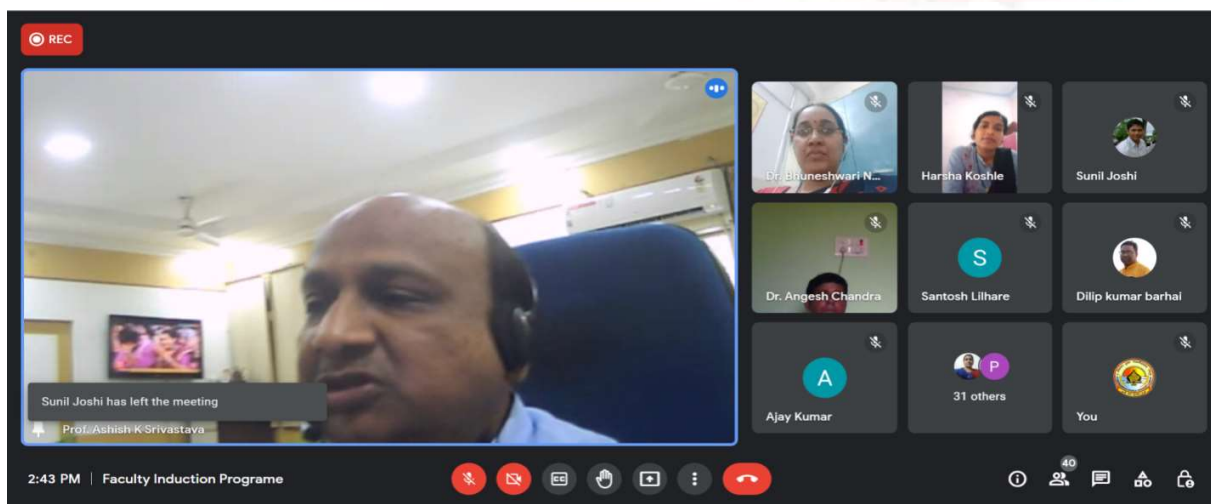 REC
Dr. Bhuneshwari N...
Harsha Koshle
Sunil Joshi
Dr. Angesh Chandra
S
Santosh Lilhare
Dilip kumar barhai
A
Ajay Kumar
P
31 others
You
Sunil Joshi has left the meeting
Prof. Ashish K Srivastava
2:43 PM | Faculty Induction Programe
CC
40